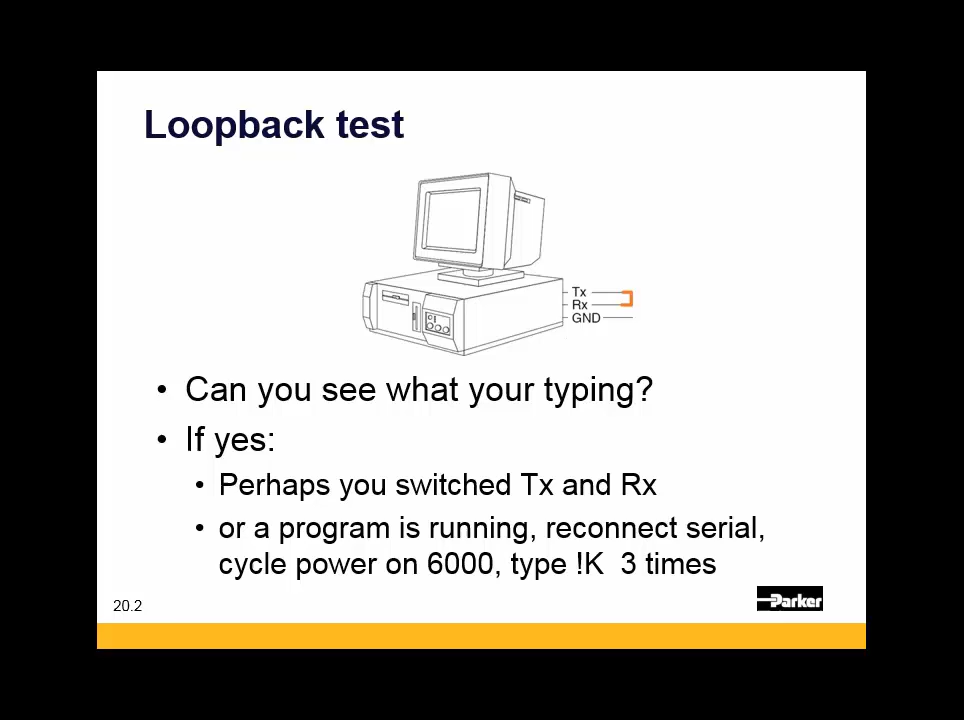 Loopback test
Tx
Rx
GND
• Can you see what your typing?
• If yes:
• Perhaps you switched Tx and Rx
• or a program is running, reconnect serial,
cycle power on 6000, type !K 3 times
20.2
Parker